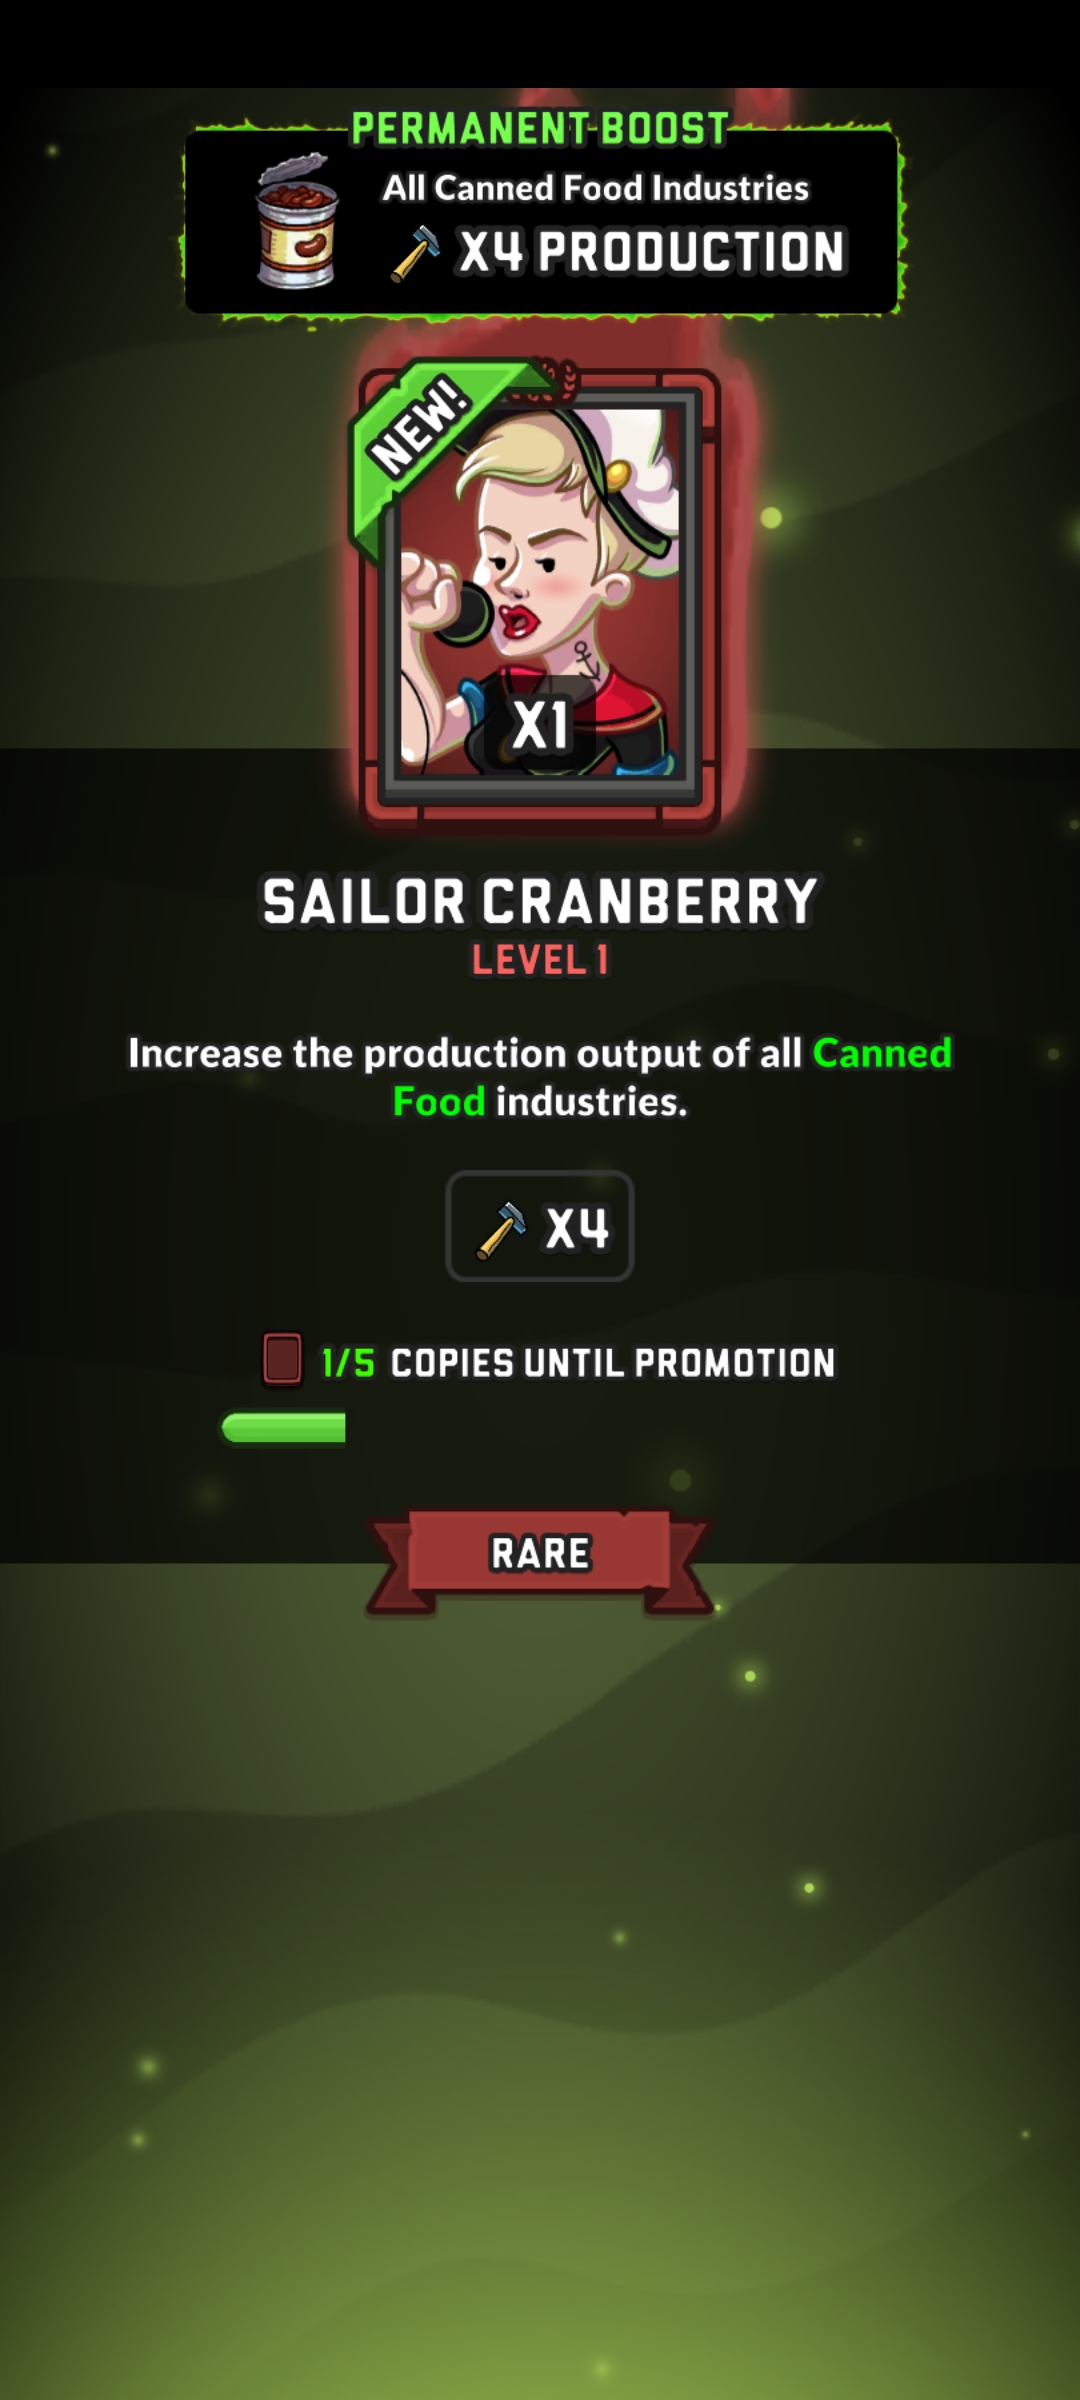 PERMANENT BOOST
All Canned Food Industries
X4 PRODUCTION
NEW!
X1
SAILOR CRANBERRY
LEVEL 1
Increase the production output of all Canned
Food industries.
X4
1/5 COPIES UNTIL PROMOTION
RARE